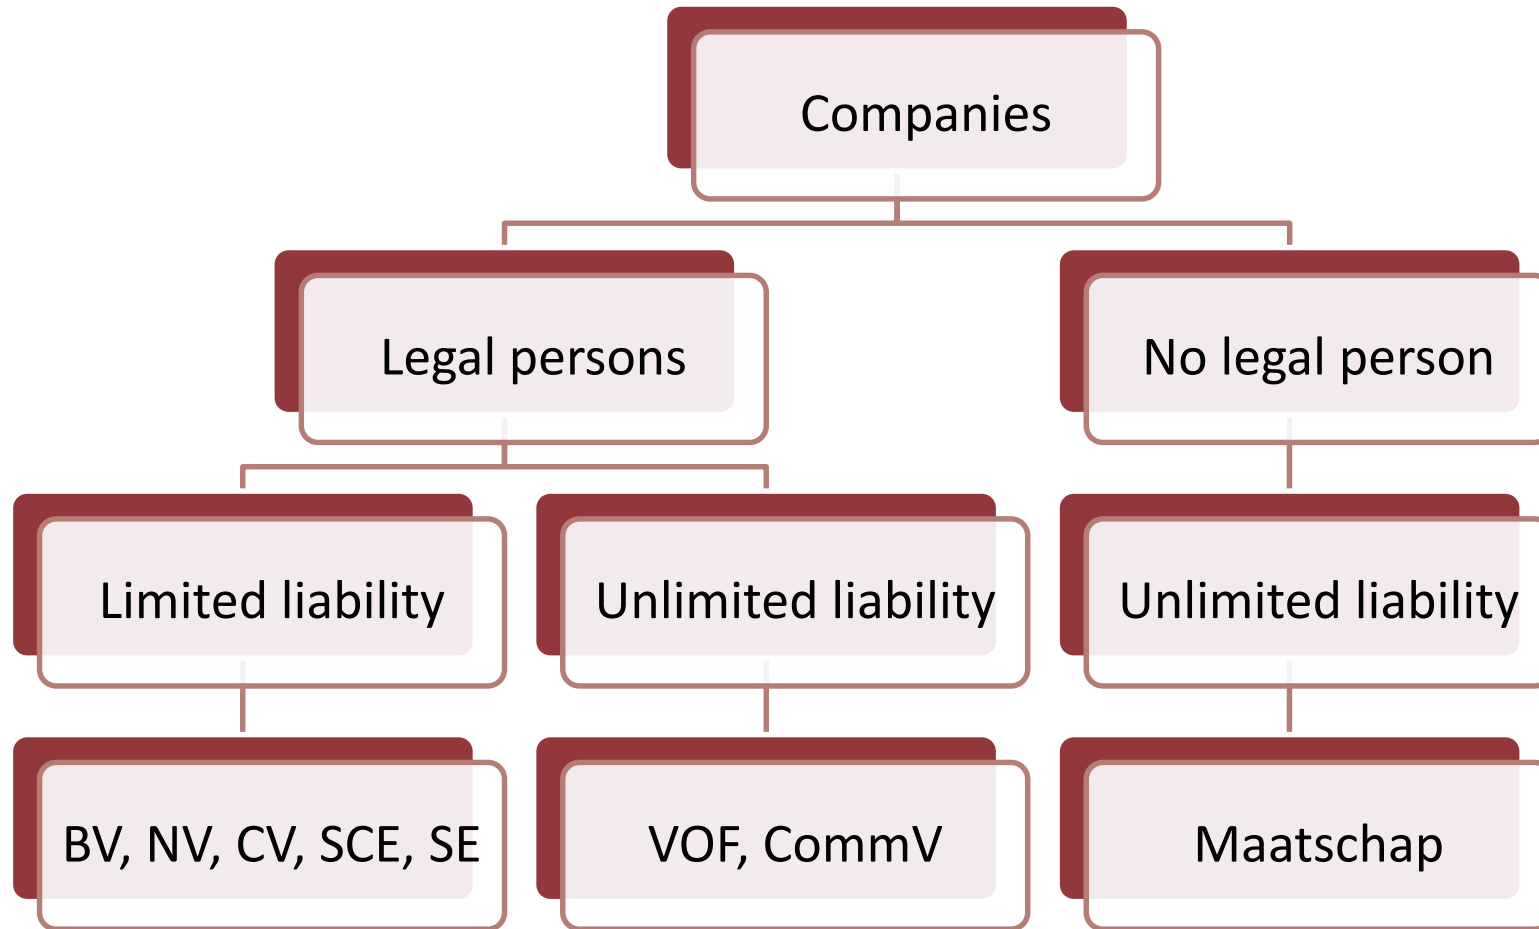 Companies
Legal persons
No legal person
Limited liability
Unlimited liability
Unlimited liability
BV, NV, CV, SCE, SE
VOF, CommV
Maatschap